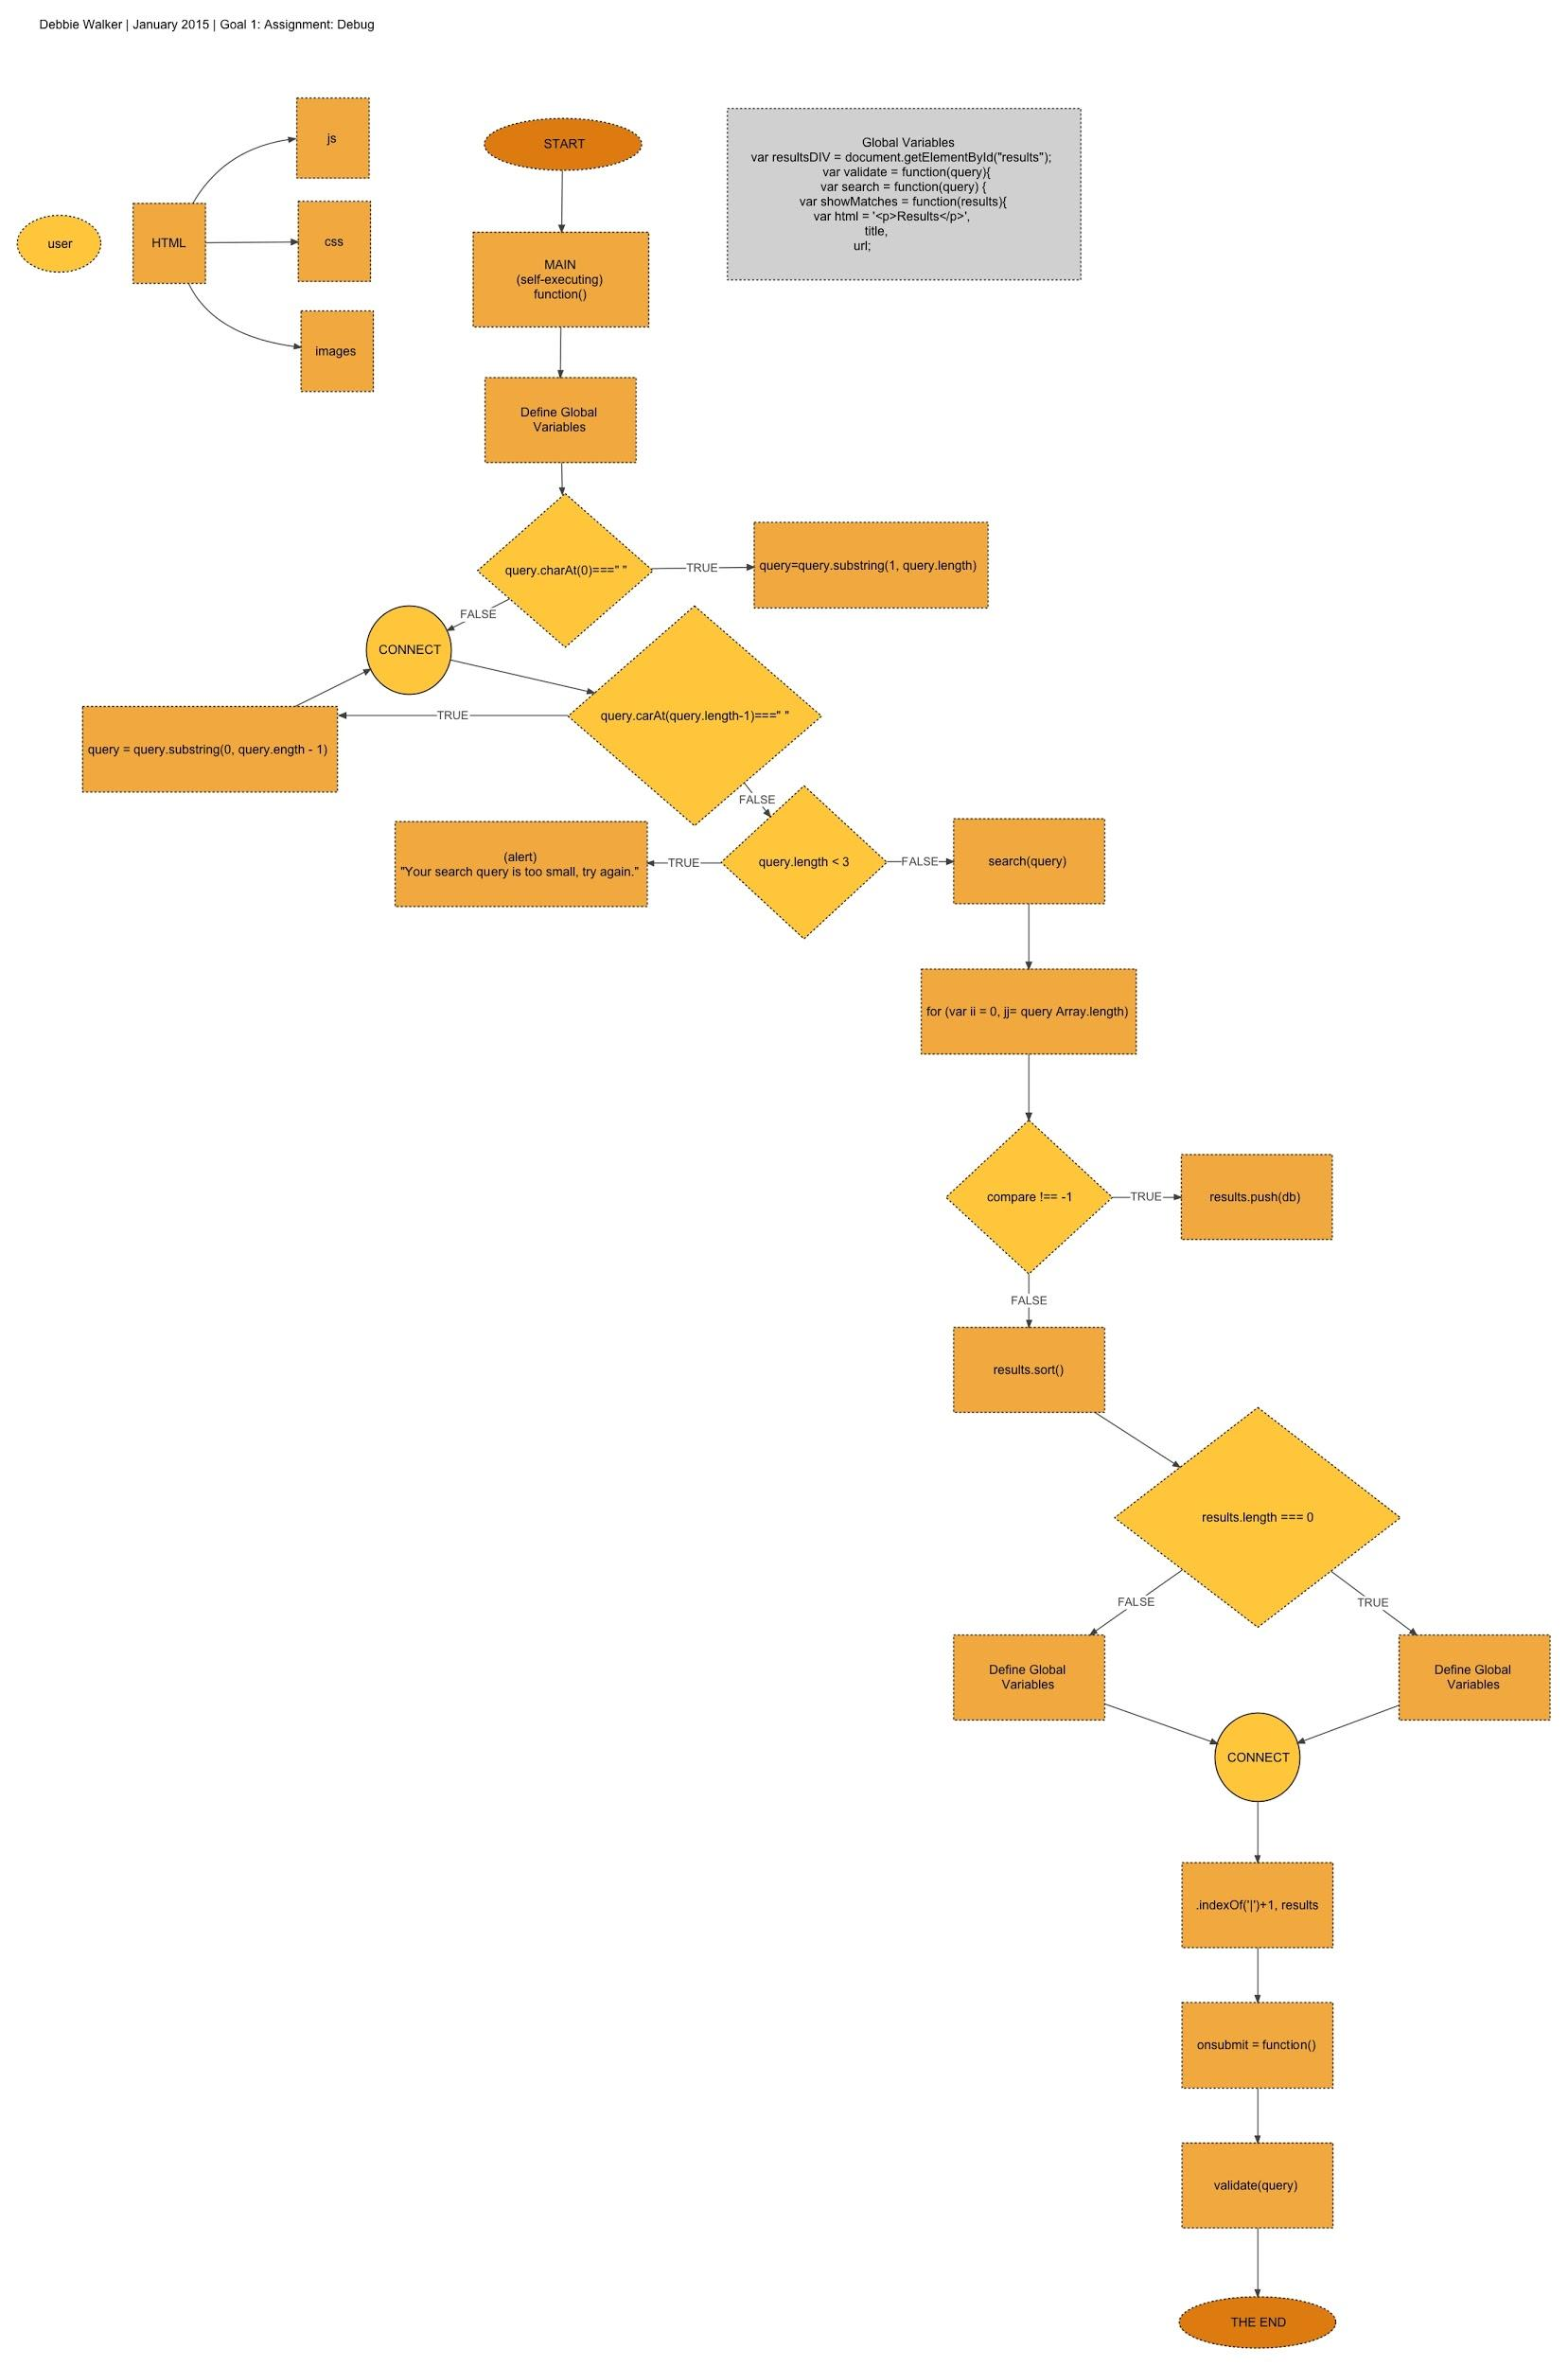 Debbie Walker | January 2015 | Goal 1: Assignment: Debug
js
START
Global Variables
var resultsDIV = document.getElementById("results");
var validate = function(query){
var search = function(query) {
var showMatches = function(results){
var html = '<p>Results</p>',
title,
url;
user
HTML
css
MAIN
(self-executing)
function()
images
Define Global
Variables
query.charAt(0)===" "
TRUE
query=query.substring(1, query.length)
FALSE
CONNECT
query.carAt(query.length-1)===" "
TRUE
query = query.substring(0, query.ength - 1)
FALSE
(alert)
"Your search query is too small, try again."
TRUE
query.length < 3
FALSE
search(query)
for (var ii = 0, jj= query Array.length)
compare !== -1
TRUE
results.push(db)
FALSE
results.sort()
results.length === 0
FALSE
TRUE
Define Global
Variables
Define Global
Variables
CONNECT
.indexOf('|')+1, results
onsubmit = function()
validate(query)
THE END